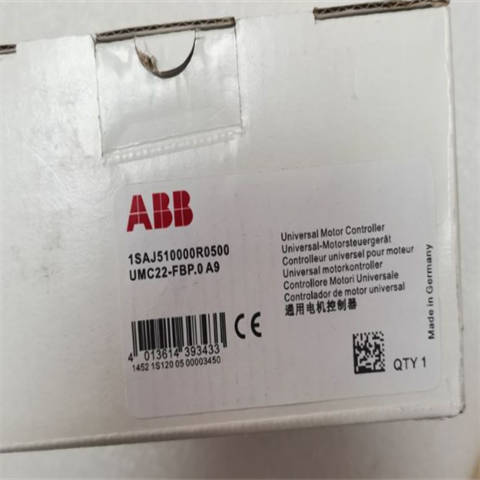 ABB
1SAJ510000R0500
UMC22-FBP.0 A9
Universal Motor Controller
Universal-Motorsteuergerät
Controlleur universel pour moteur
Universal motorkontroller
Controllore Motori Universale
Controlador de motor universal
通用电机控制器
CE
4 013614 393433
1452 1S120 05 00003450
QTY 1
Made in Germany